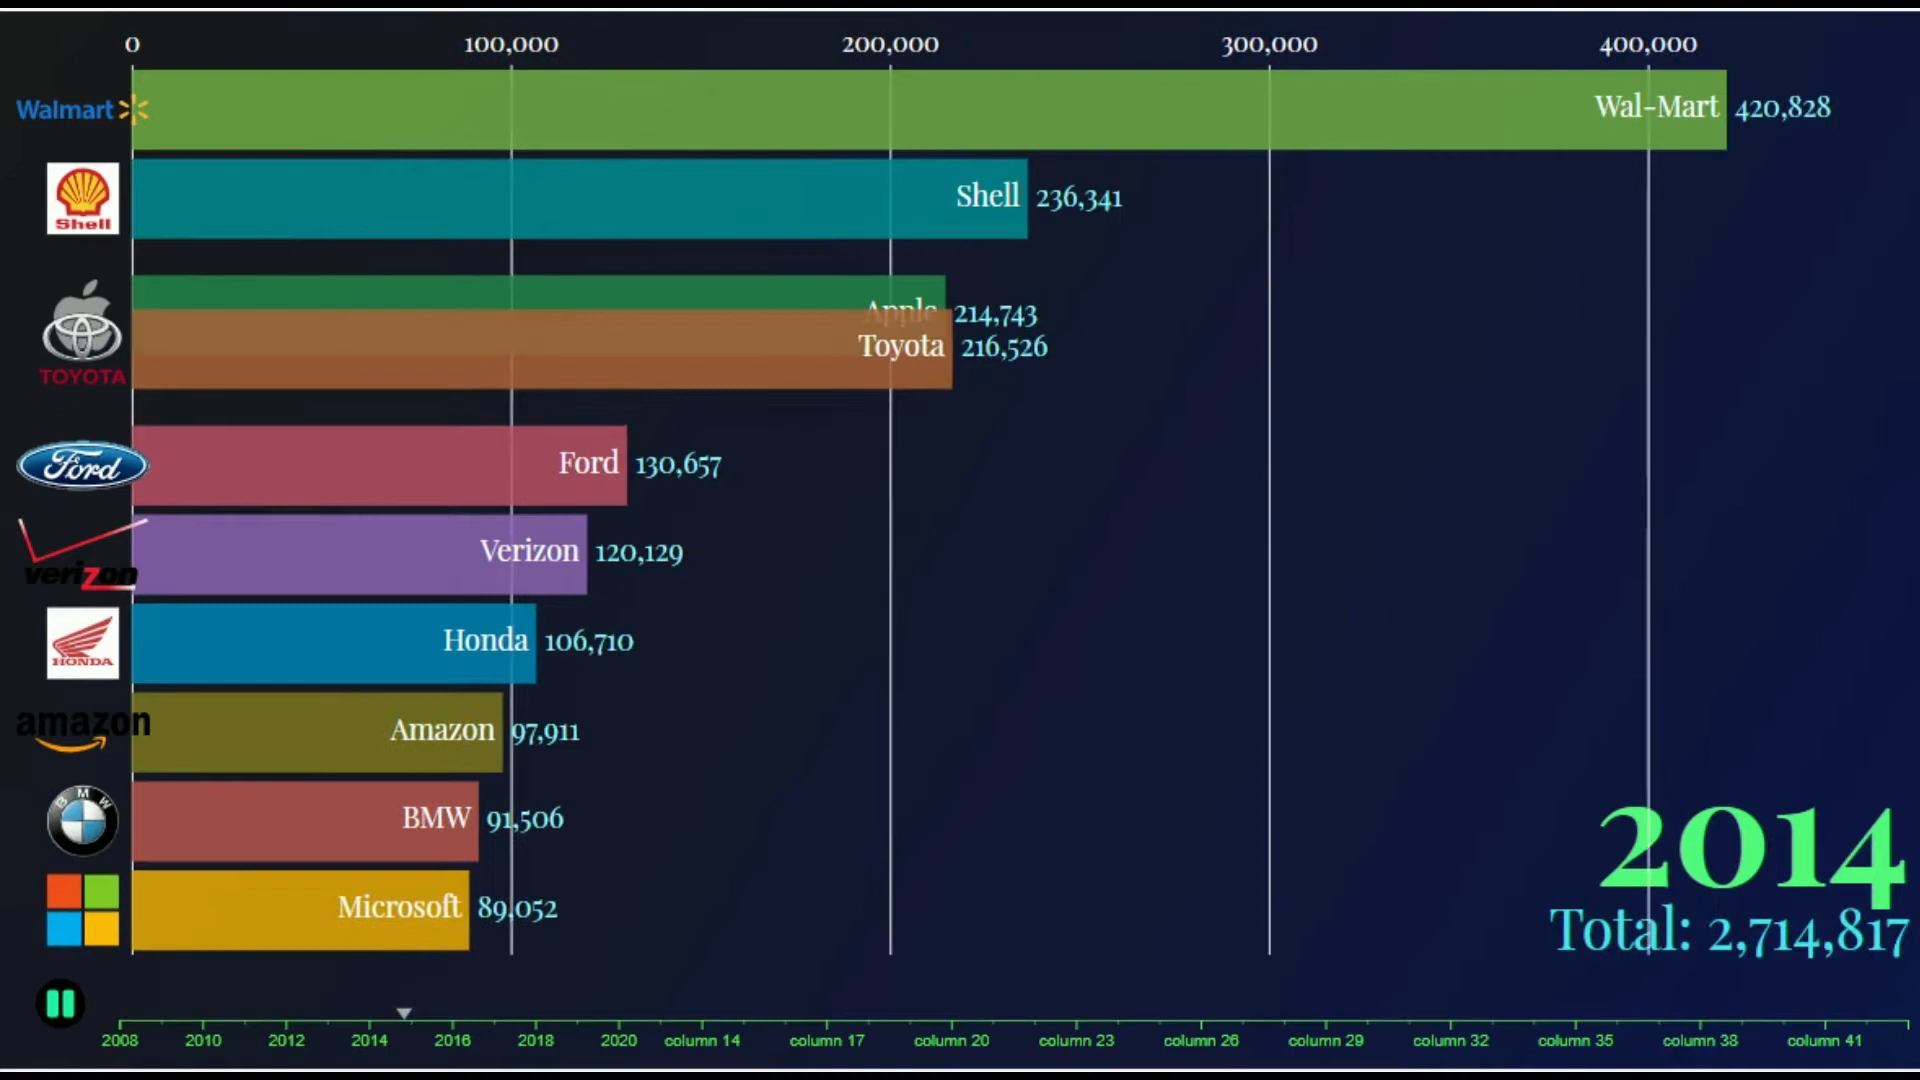 0 100,000 200,000 300,000 400,000
Walmart Wal-Mart 420,828
Shell Shell 236,341
Apple 214,743
TOYOTA Toyota 216,526
Ford Ford 130,657
verizon Verizon 120,129
HONDA Honda 106,710
amazon Amazon 97,911
BMW BMW 91,506
Microsoft 89,052
2014
Total: 2,714,817
2008 2010 2012 2014 2016 2018 2020 column 14 column 17 column 20 column 23 column 26 column 29 column 32 column 35 column 38 column 41